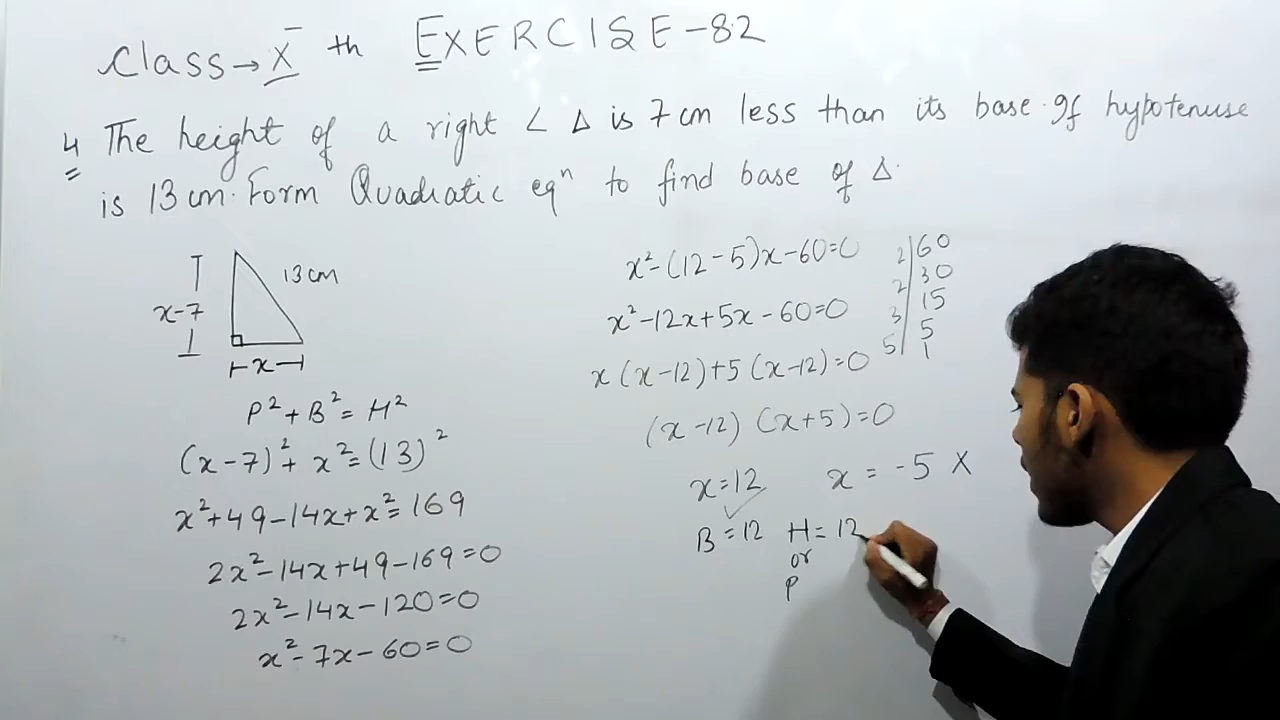 Class → X th EXERCISE - 8.2
4 The height of a right ∠ Δ is 7 cm less than its base. If hypotenuse
is 13 cm. Form Quadratic eqⁿ to find base of Δ.
13 cm
x-7
x
P² + B² = H²
(x-7)² + x² = (13)²
x² + 49 - 14x + x² = 169
2x² - 14x + 49 - 169 = 0
2x² - 14x - 120 = 0
x² - 7x - 60 = 0
x² - (12 - 5)x - 60 = 0
x² - 12x + 5x - 60 = 0
x (x - 12) + 5 (x - 12) = 0
(x - 12) (x + 5) = 0
x = 12 x = -5 X
✓
B = 12 H = 12
or
P
2 | 60
2 | 30
3 | 15
5 | 5
1